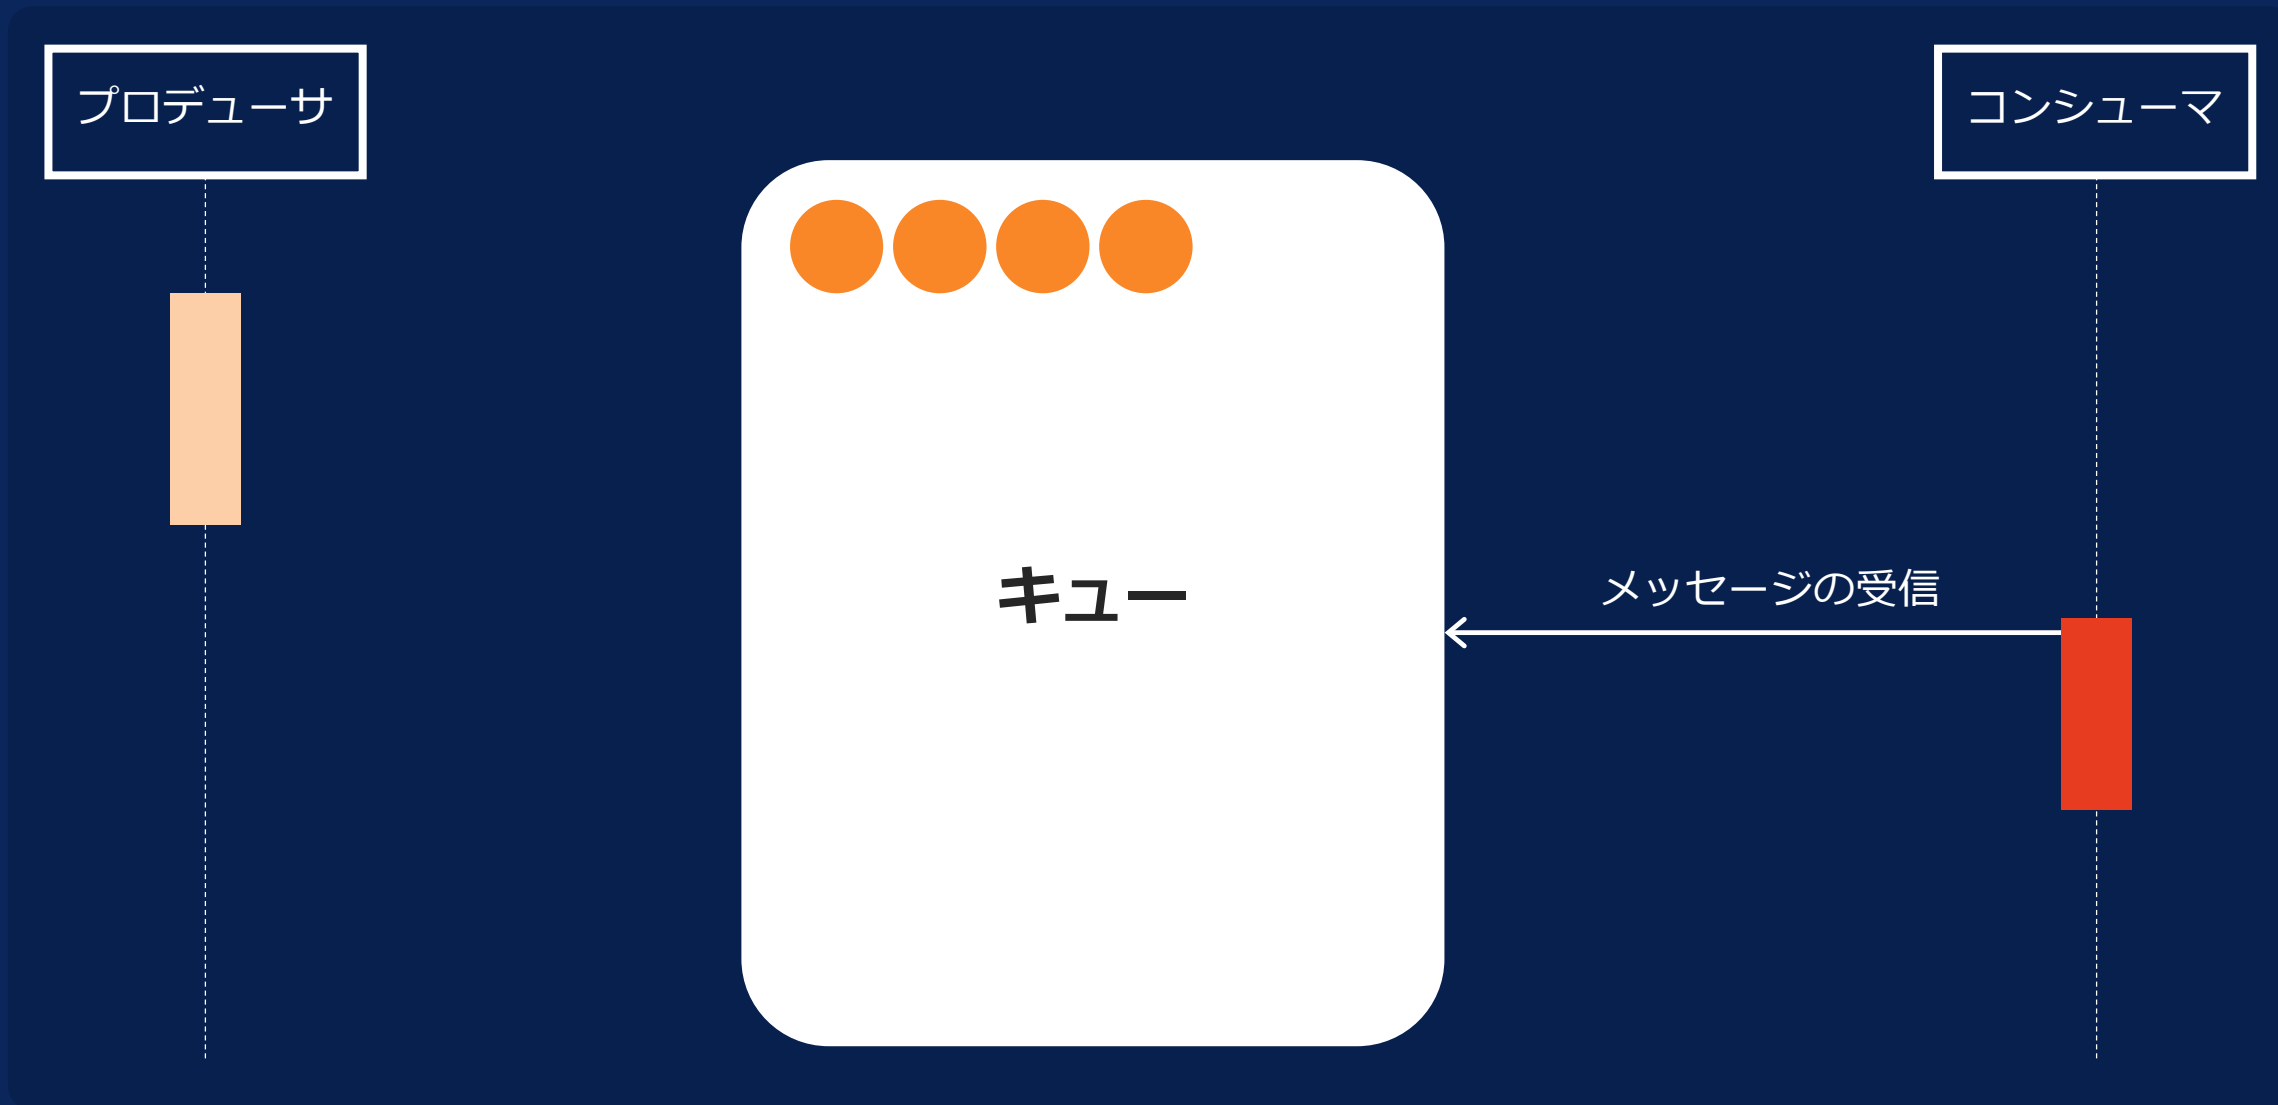 プロデューサ
コンシューマ
キュー
メッセージの受信